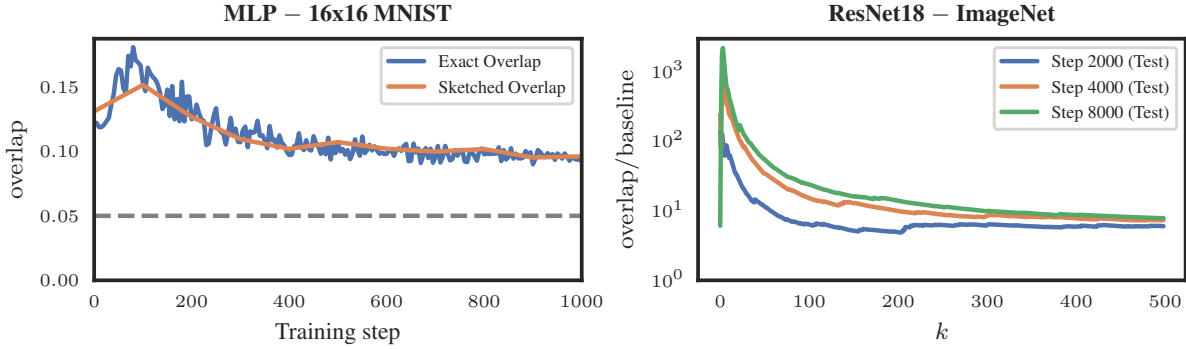 MLP – 16x16 MNIST
overlap
0.15
0.10
0.05
0.00
Exact Overlap
Sketched Overlap
0
200
400
600
800
1000
Training step
ResNet18 – ImageNet
overlap/baseline
10³
10²
10¹
10⁰
Step 2000 (Test)
Step 4000 (Test)
Step 8000 (Test)
0
100
200
300
400
500
k